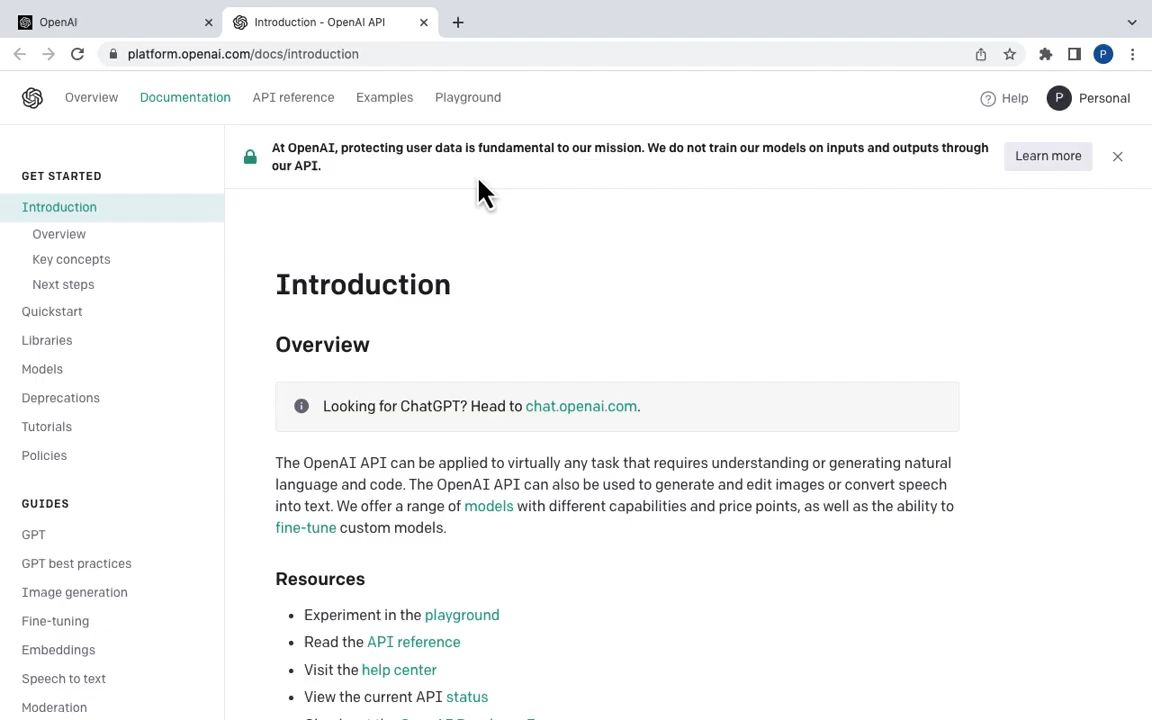 OpenAI
Introduction - OpenAI API
platform.openai.com/docs/introduction
P
Overview
Documentation
API reference
Examples
Playground
Help
P
Personal
At OpenAI, protecting user data is fundamental to our mission. We do not train our models on inputs and outputs through
our API.
Learn more
GET STARTED
Introduction
Overview
Key concepts
Next steps
Quickstart
Libraries
Models
Deprecations
Tutorials
Policies
GUIDES
GPT
GPT best practices
Image generation
Fine-tuning
Embeddings
Speech to text
Moderation
Introduction
Overview
Looking for ChatGPT? Head to chat.openai.com.
The OpenAI API can be applied to virtually any task that requires understanding or generating natural
language and code. The OpenAI API can also be used to generate and edit images or convert speech
into text. We offer a range of models with different capabilities and price points, as well as the ability to
fine-tune custom models.
Resources
• Experiment in the playground
• Read the API reference
• Visit the help center
• View the current API status